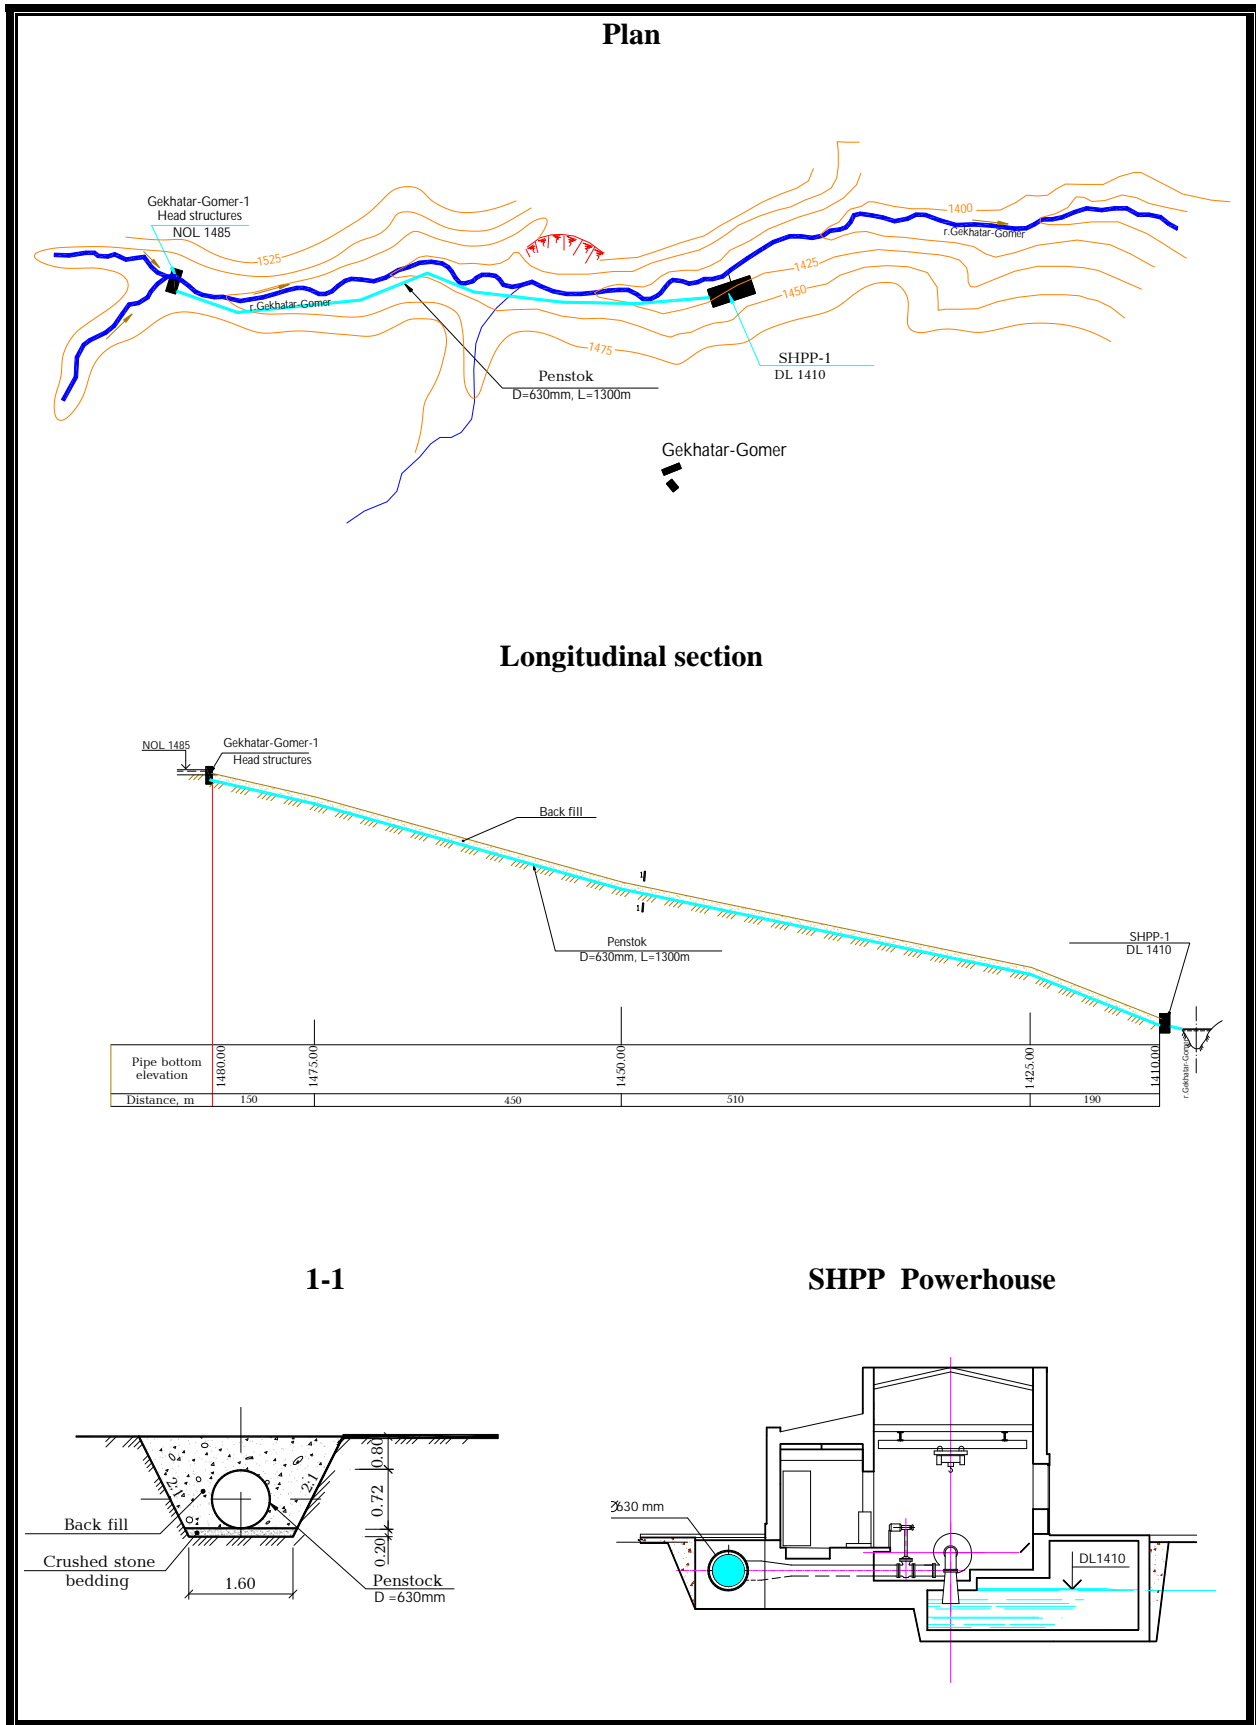 Plan
Gekhatar-Gomer-1
Head structures
NOL 1485
1525
r.Gekhatar-Gomer
1400
r.Gekhatar-Gomer
1425
1450
1475
SHPP-1
DL 1410
Penstok
D=630mm, L=1300m
Gekhatar-Gomer
Longitudinal section
NOL 1485
Gekhatar-Gomer-1
Head structures
Back fill
1
1
Penstok
D=630mm, L=1300m
SHPP-1
DL 1410
Pipe bottom
elevation
1480.00
1475.00
1450.00
1425.00
1410.00
r.Gekhatar-Gomer
Distance, m
150
450
510
190
1-1
SHPP Powerhouse
0.80
0.72
0.20
2:1
2:1
Back fill
Crushed stone
bedding
1.60
Penstock
D =630mm
630 mm
DL1410